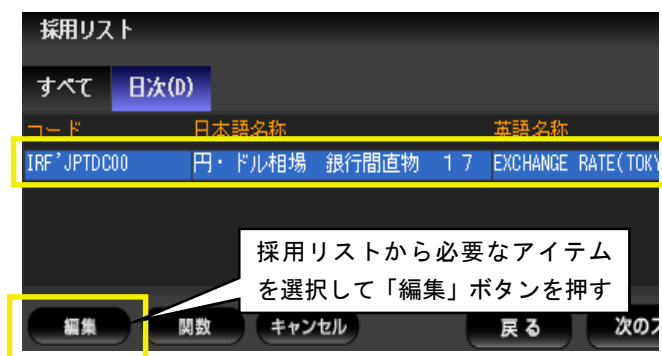 採用リスト
すべて 日次(D)
コード 日本語名称 英語名称
IRF'JPTDC00 円・ドル相場 銀行間直物 17 EXCHANGE RATE(TOKY
採用リストから必要なアイテム
を選択して「編集」ボタンを押す
編集 関数 キャンセル 戻る 次のス